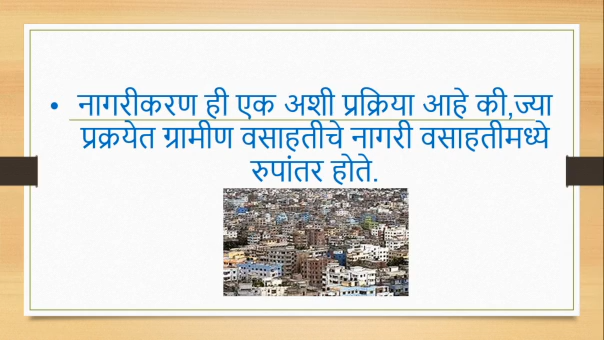 • नागरीकरण ही एक अशी प्रक्रिया आहे की,ज्या
प्रक्रयेत ग्रामीण वसाहतीचे नागरी वसाहतीमध्ये
रुपांतर होते.